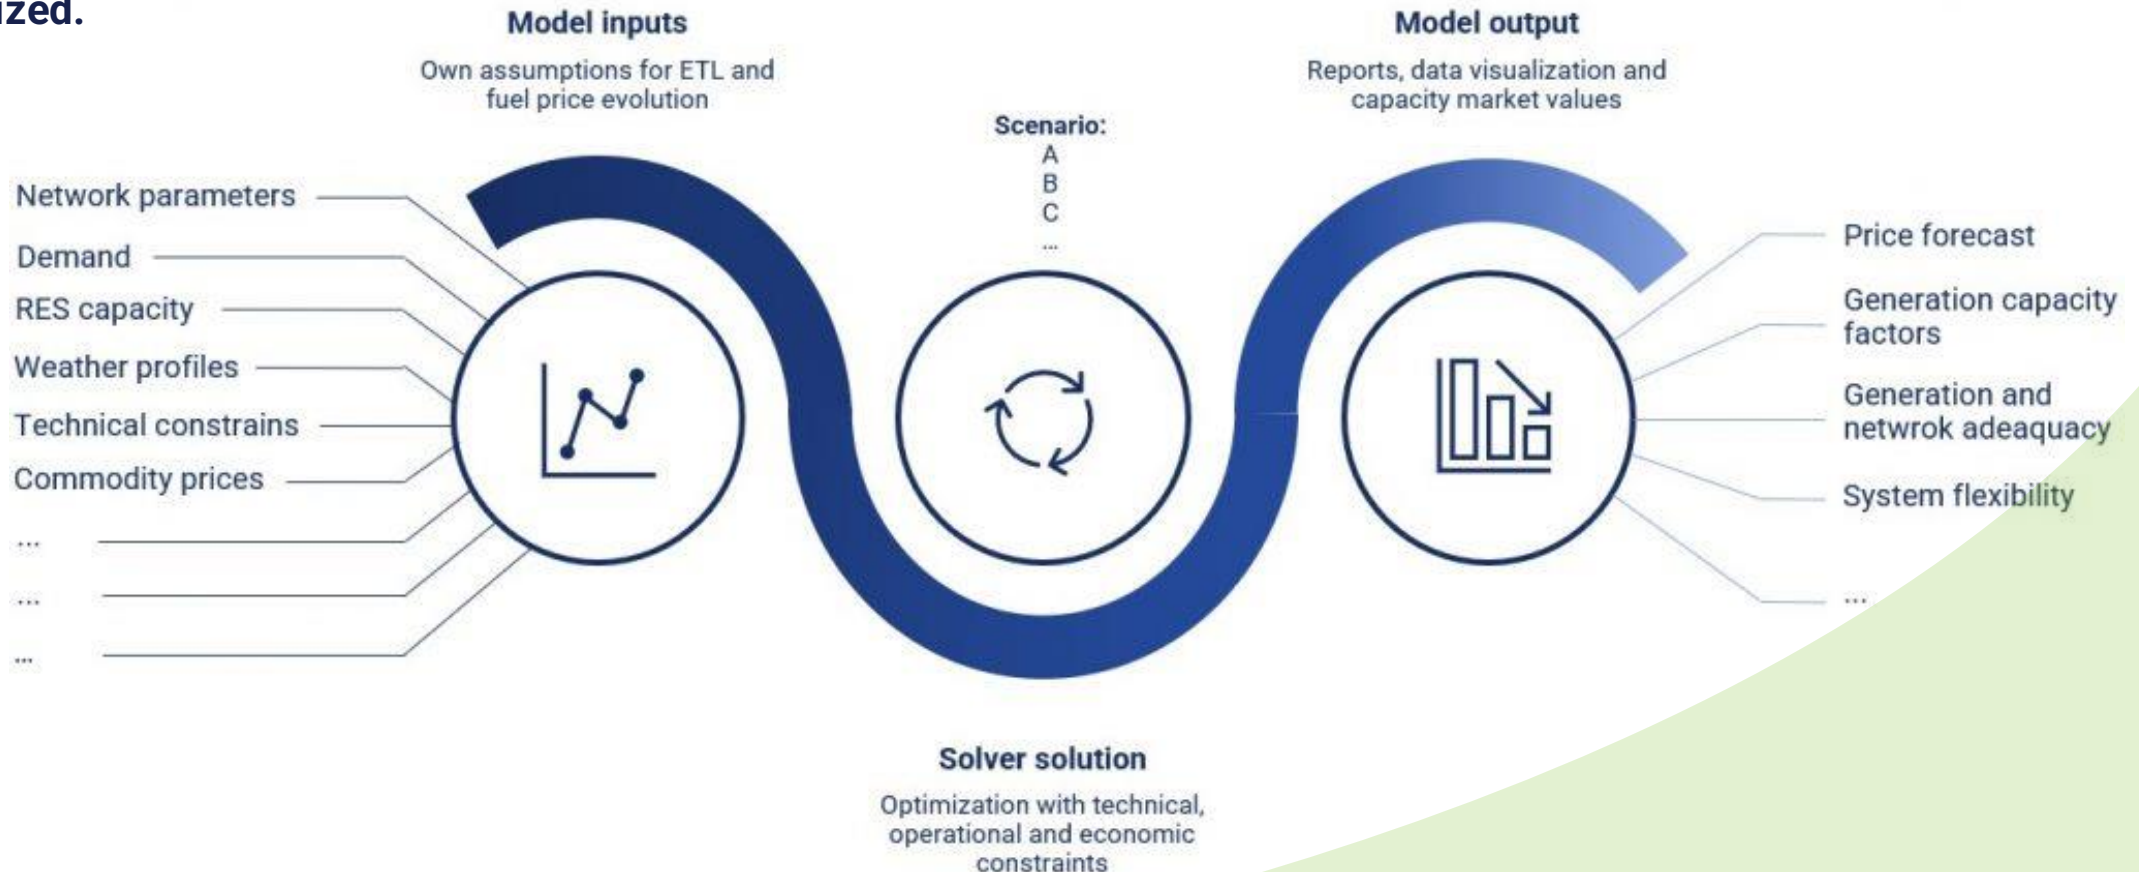 ized.
Model inputs
Own assumptions for ETL and
fuel price evolution
Network parameters
Demand
RES capacity
Weather profiles
Technical constrains
Commodity prices
...
...
...
Scenario:
A
B
C
...
Solver solution
Optimization with technical,
operational and economic
constraints
Model output
Reports, data visualization and
capacity market values
Price forecast
Generation capacity
factors
Generation and
netwrok adeaquacy
System flexibility
...